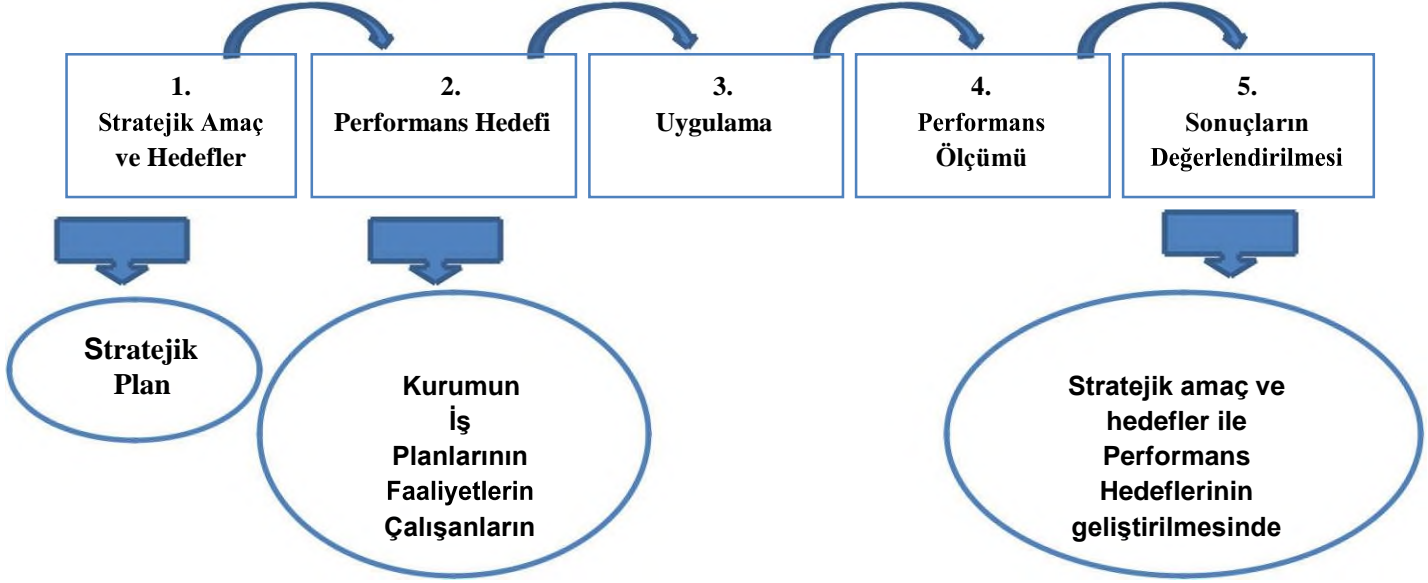 1.
Stratejik Amaç
ve Hedefler
2.
Performans Hedefi
3.
Uygulama
4.
Performans
Ölçümü
5.
Sonuçların
Değerlendirilmesi
Stratejik
Plan
Kurumun
İş
Planlarının
Faaliyetlerin
Çalışanların
Stratejik amaç ve
hedefler ile
Performans
Hedeflerinin
geliştirilmesinde